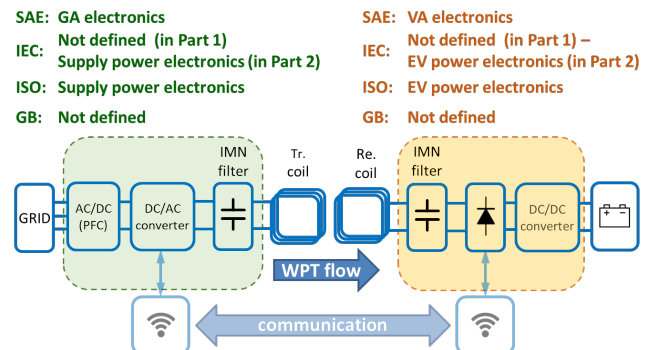 SAE: GA electronics
IEC: Not defined (in Part 1)
Supply power electronics (in Part 2)
ISO: Supply power electronics
GB: Not defined
SAE: VA electronics
IEC: Not defined (in Part 1) –
EV power electronics (in Part 2)
ISO: EV power electronics
GB: Not defined
GRID
AC/DC
(PFC)
DC/AC
converter
IMN
filter
Tr.
coil
Re.
coil
IMN
filter
DC/DC
converter
+ −
WPT flow
communication